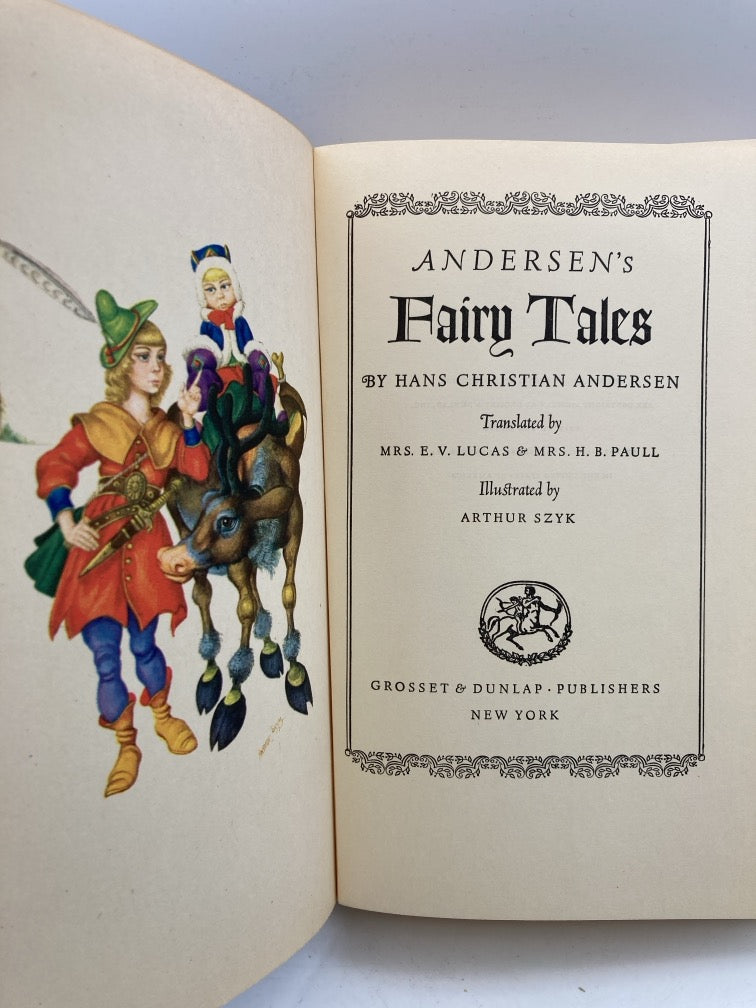 ANDERSEN'S
Fairy Tales
BY HANS CHRISTIAN ANDERSEN
Translated by
MRS. E. V. LUCAS & MRS. H. B. PAULL
Illustrated by
ARTHUR SZYK
GROSSET & DUNLAP · PUBLISHERS
NEW YORK